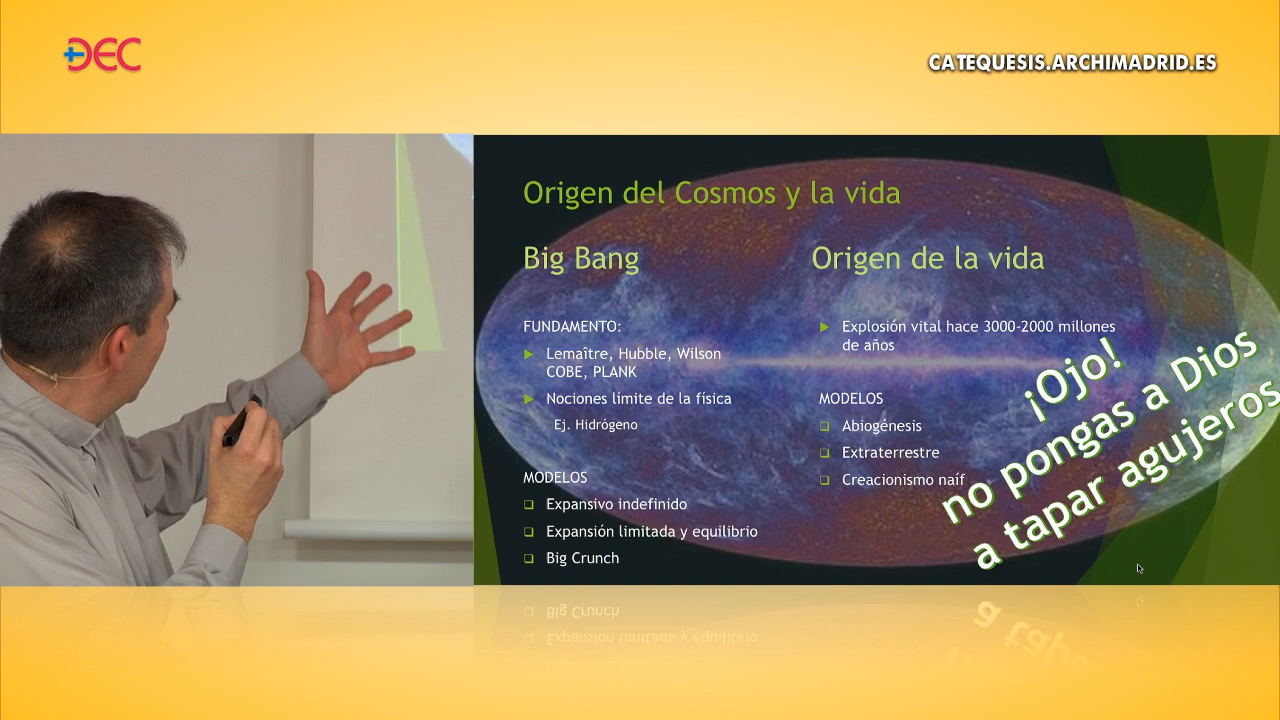 DEC
CATEQUESIS.ARCHIMADRID.ES
Origen del Cosmos y la vida
Big Bang
FUNDAMENTO:
Lemaître, Hubble, Wilson
COBE, PLANK
Nociones límite de la física
Ej. Hidrógeno
MODELOS
Expansivo indefinido
Expansión limitada y equilibrio
Big Crunch
Origen de la vida
Explosión vital hace 3000-2000 millones
de años
MODELOS
Abiogénesis
Extraterrestre
Creacionismo naíf
¡Ojo!
no pongas a Dios
a tapar agujeros